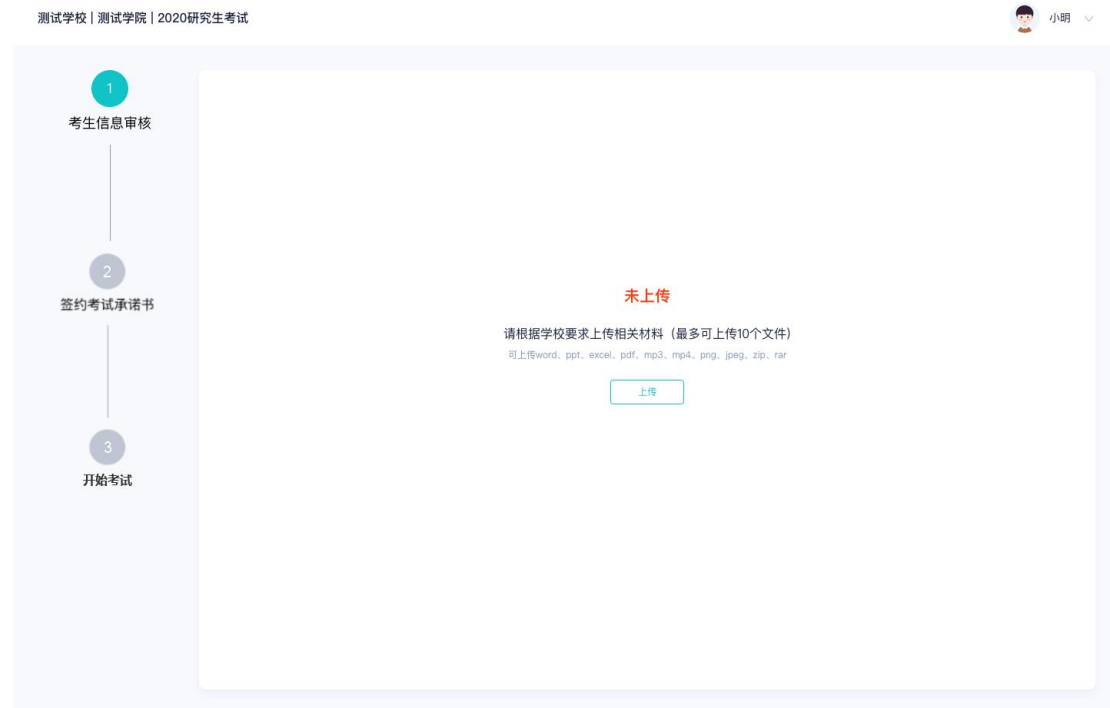 测试学校 | 测试学院 | 2020研究生考试
小明
1
考生信息审核
2
签约考试承诺书
3
开始考试
未上传
请根据学校要求上传相关材料（最多可上传10个文件）
可上传word、ppt、excel、pdf、mp3、mp4、png、jpeg、zip、rar
上传